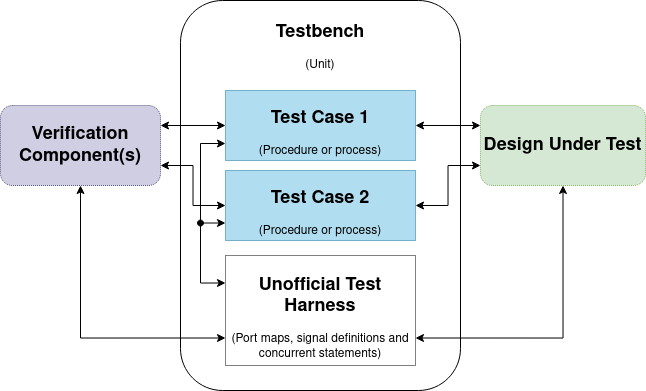 Testbench
(Unit)
Verification
Component(s)
Test Case 1
(Procedure or process)
Design Under Test
Test Case 2
(Procedure or process)
Unofficial Test
Harness
(Port maps, signal definitions and
concurrent statements)